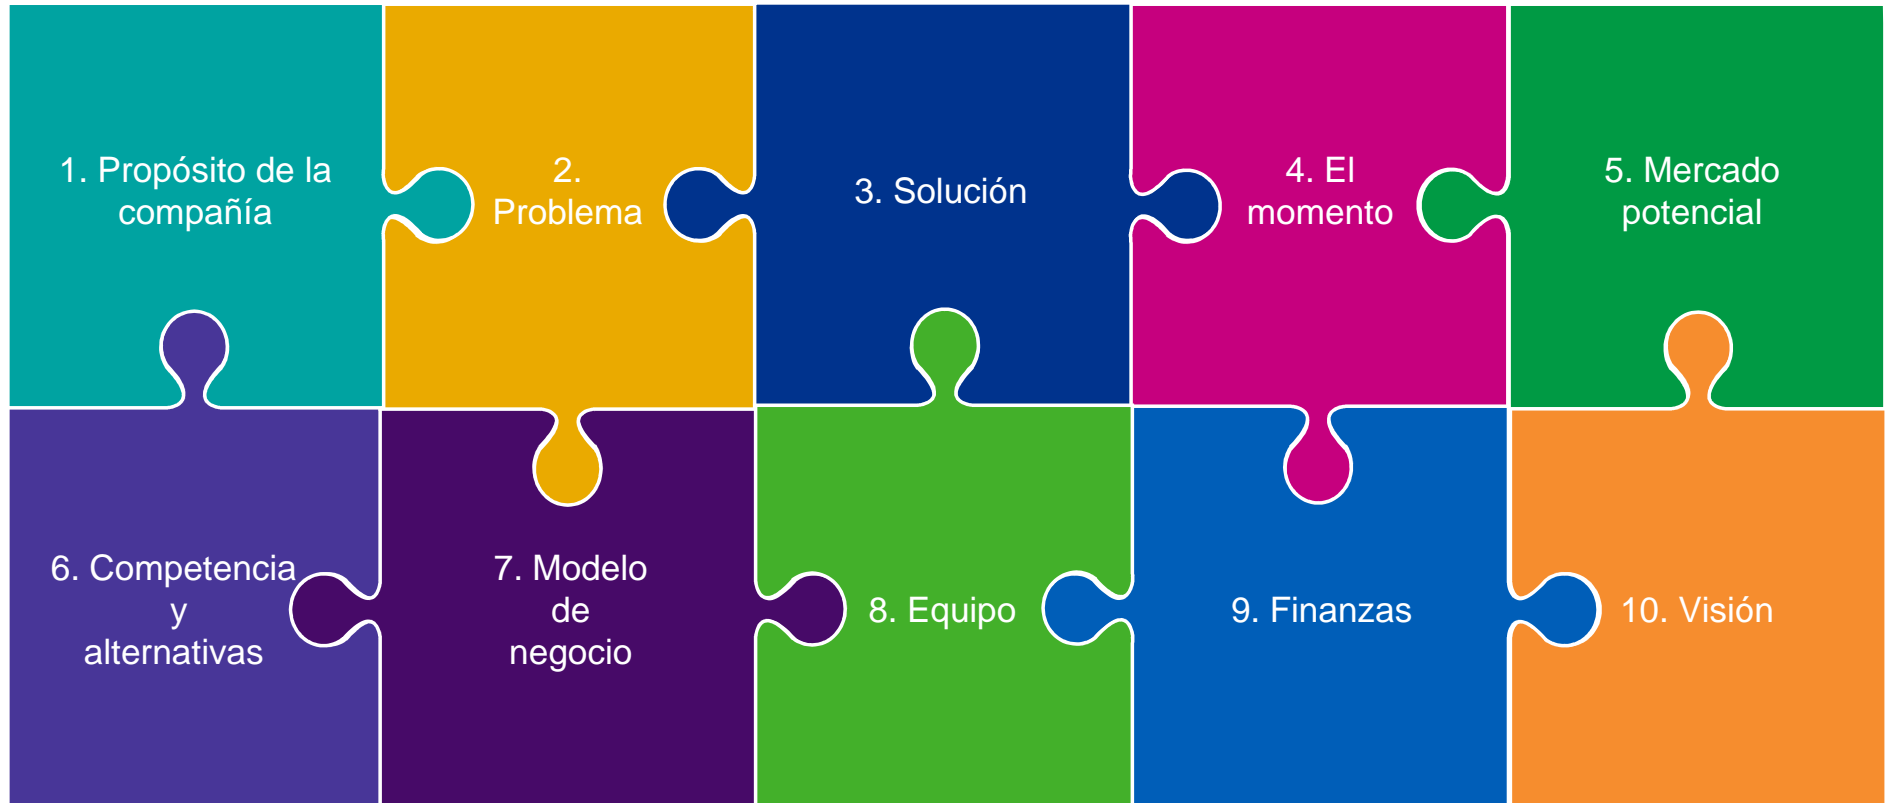 1. Propósito de la
compañía
2.
Problema
3. Solución
4. El
momento
5. Mercado
potencial
6. Competencia
y
alternativas
7. Modelo
de
negocio
8. Equipo
9. Finanzas
10. Visión